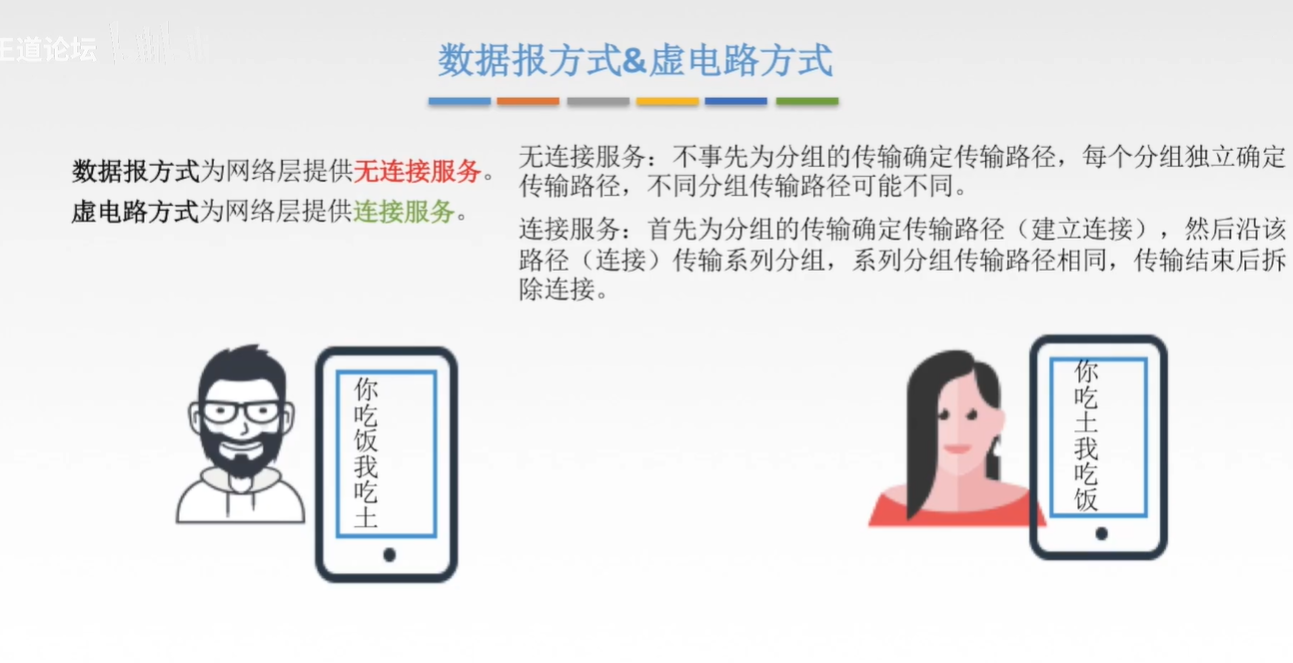 王道论坛
数据报方式&虚电路方式
数据报方式为网络层提供无连接服务。
虚电路方式为网络层提供连接服务。
无连接服务：不事先为分组的传输确定传输路径，每个分组独立确定
传输路径，不同分组传输路径可能不同。
连接服务：首先为分组的传输确定传输路径（建立连接），然后沿该
路径（连接）传输系列分组，系列分组传输路径相同，传输结束后拆
除连接。
你吃饭我吃土
你吃土我吃饭